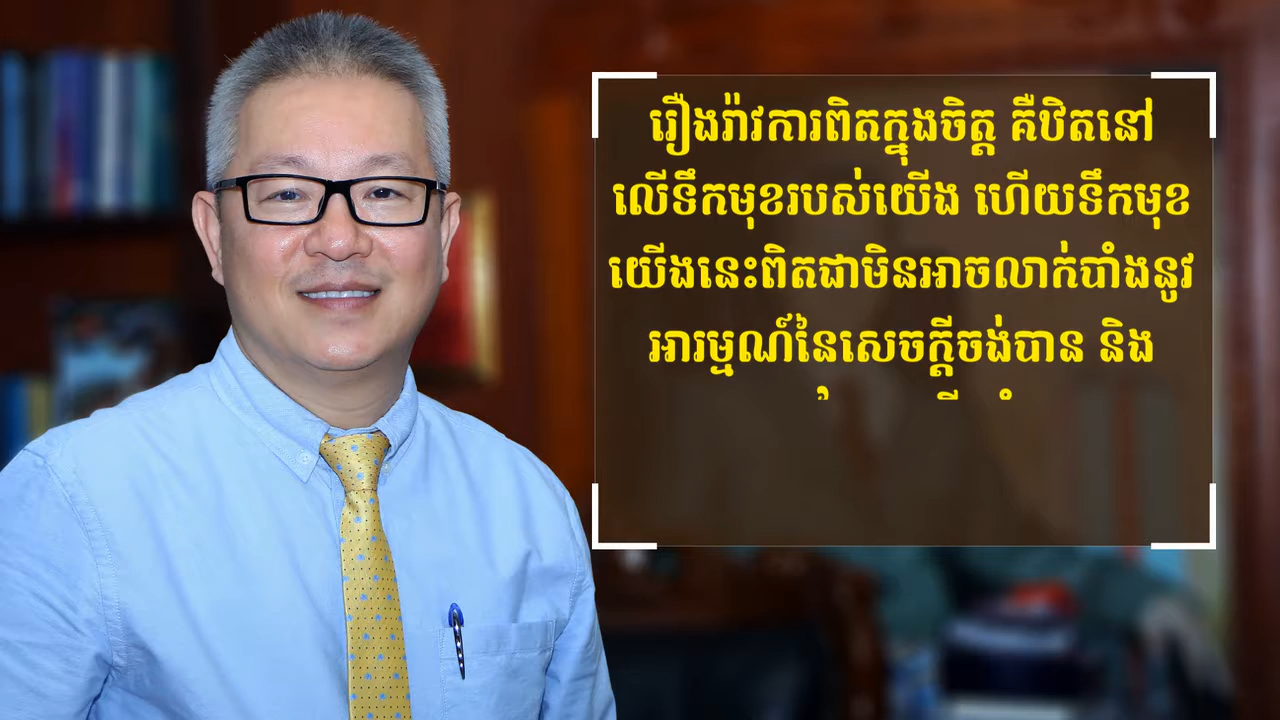 រឿងរ៉ាវការពិតក្នុងចិត្ត គឺឋិតនៅ
លើទឹកមុខរបស់យើង ហើយទឹកមុខ
យើងនេះពិតជាមិនអាចលាក់បាំងនូវ
អារម្មណ៍នៃសេចក្តីចង់បាន និង